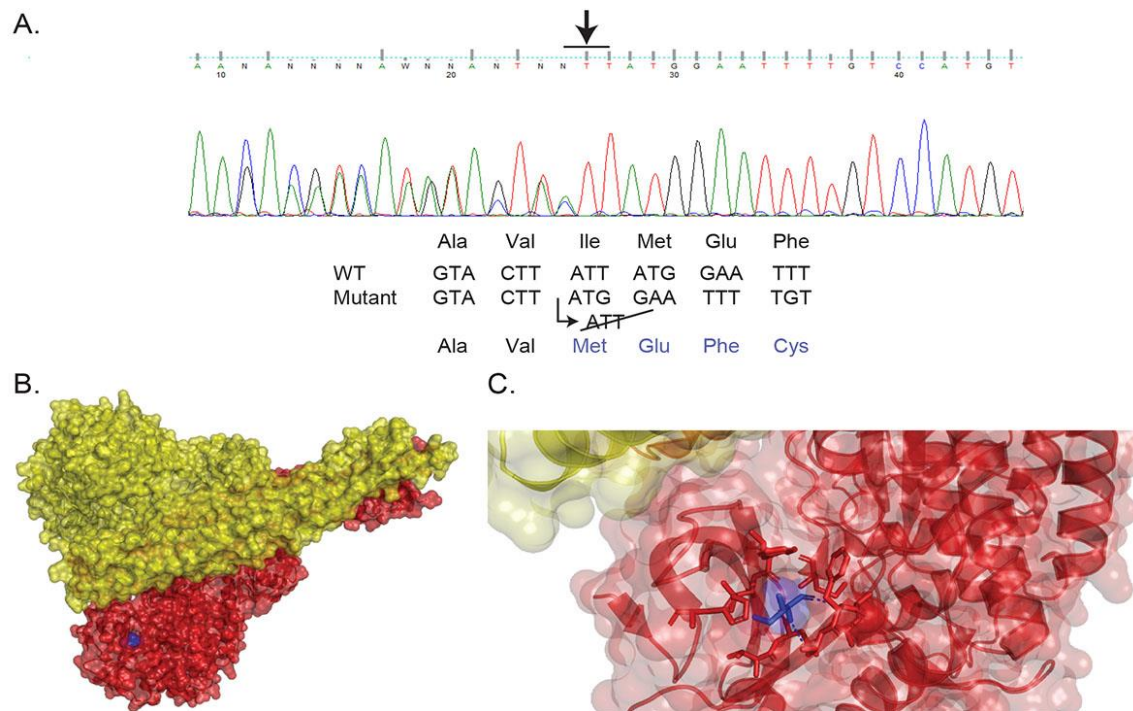 A.
A A N A N N N N A W N N A N T N N T T A T G G A A T T T T G T C C A T G T
10 20 30 40
Ala Val Ile Met Glu Phe
WT GTA CTT ATT ATG GAA TTT
Mutant GTA CTT ATG GAA TTT TGT
ATT
Ala Val Met Glu Phe Cys
B.
C.